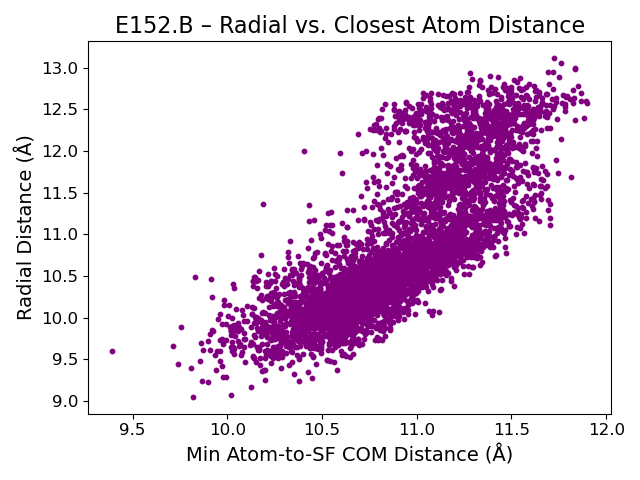 E152.B – Radial vs. Closest Atom Distance
13.0
12.5
12.0
11.5
11.0
10.5
10.0
9.5
9.0
Radial Distance (Å)
9.5 10.0 10.5 11.0 11.5 12.0
Min Atom-to-SF COM Distance (Å)